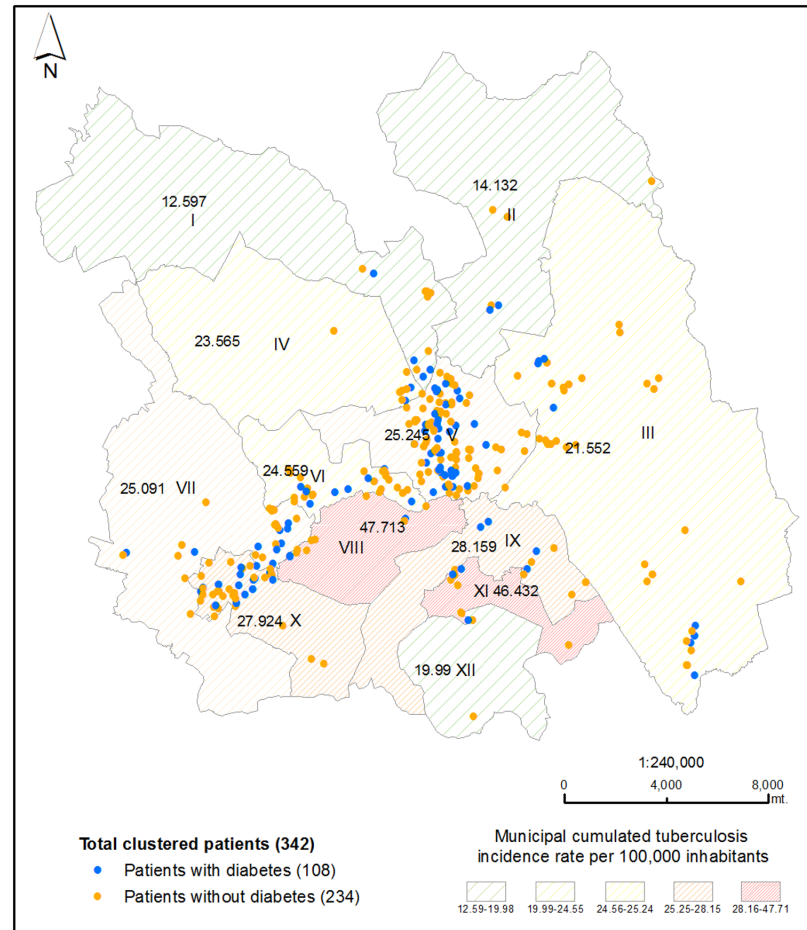 N
12.597
I
14.132
II
23.565
IV
III
25.245
V
21.552
24.559
VI
25.091
VII
47.713
VIII
IX
28.159
XI 46.432
27.924 X
19.99 XII
1:240,000
0 4,000 8,000
mt.
Total clustered patients (342)
Patients with diabetes (108)
Patients without diabetes (234)
Municipal cumulated tuberculosis
incidence rate per 100,000 inhabitants
12.59-19.98 19.99-24.55 24.56-25.24 25.25-28.15 28.16-47.71